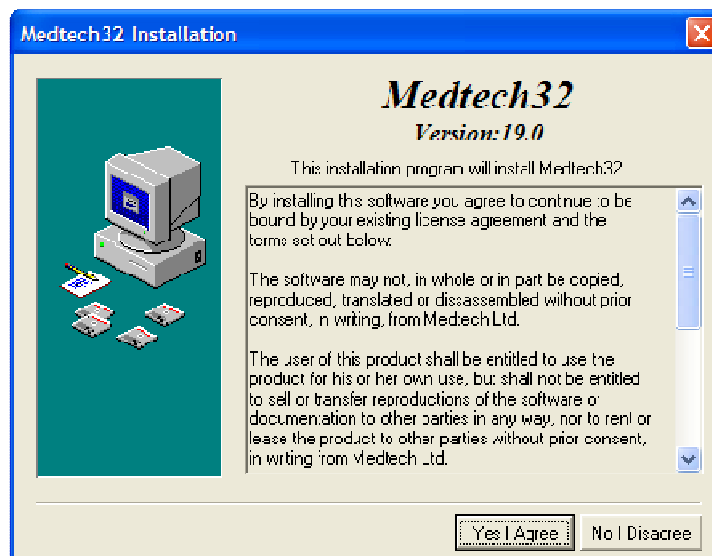 Medtech32 Installation
Medtech32
Version:19.0
This installation program will install Medtech32
By installing this software you agree to continue to be
bound by your existing license agreement and the
terms set out below.
The software may not, in whole or in part be copied,
reproduced, translated or dissassembled without prior
consent, in writing, from Medtech Ltd.
The user of this product shall be entitled to use the
product for his or her own use, but shall not be entitled
to sell or transfer reproductions of the software or
documentation to other parties in any way, nor to rent or
lease the product to other parties without prior consent,
in writing from Medtech Ltd.
Yes I Agree
No I Disagree